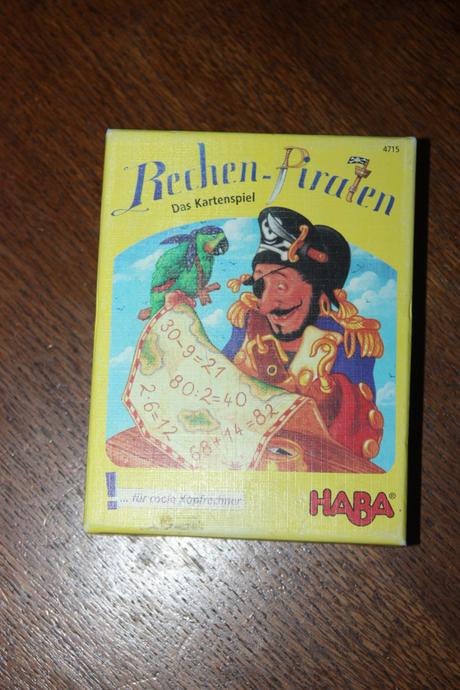 4715
Rechen-Piraten
Das Kartenspiel
30-9=21
80:2=40
2·6=12
68+14=82
! ... für coole Kopfrechner
HABA®